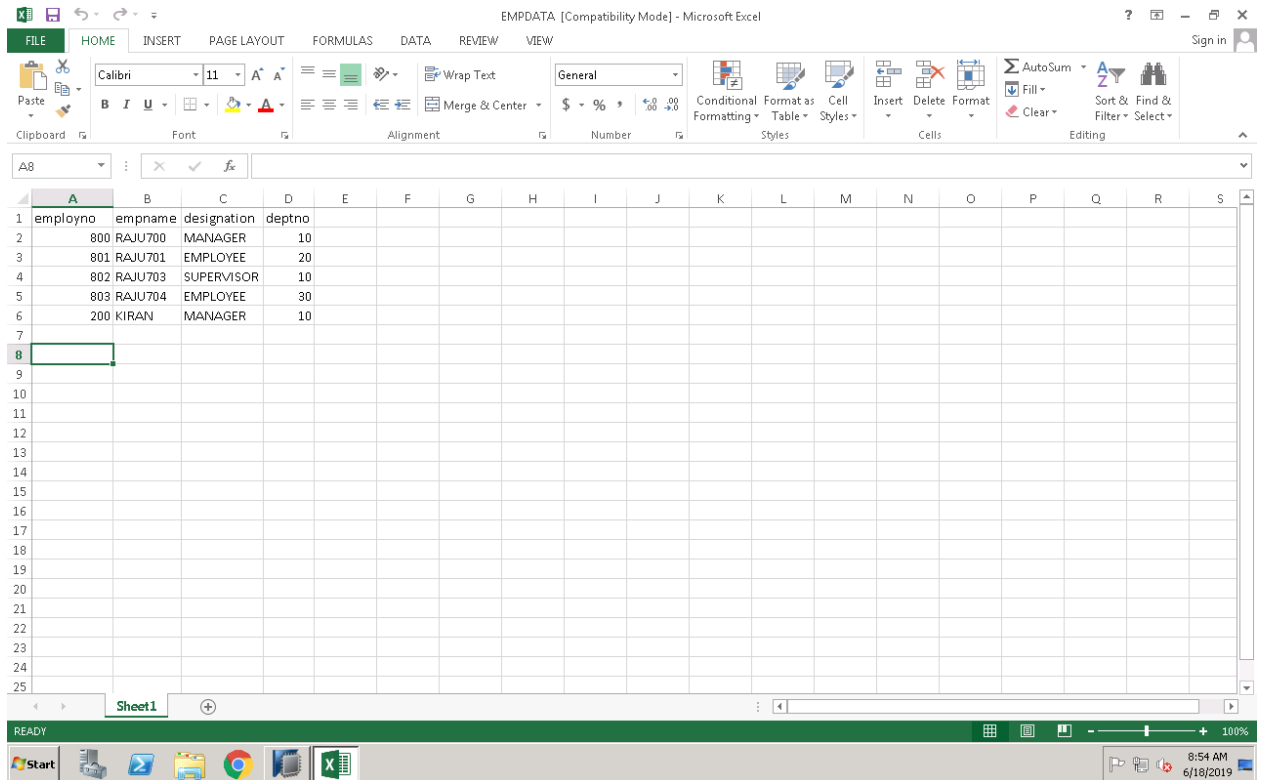 EMPDATA [Compatibility Mode] - Microsoft Excel
?
FILE HOME INSERT PAGE LAYOUT FORMULAS DATA REVIEW VIEW Sign in
Calibri 11 A A Wrap Text General AutoSum
Fill
Paste B I U A Merge & Center $ % , Conditional Format as Cell Insert Delete Format Clear Sort & Find &
Formatting Table Styles Filter Select
Clipboard Font Alignment Number Styles Cells Editing
A8 fx
A B C D E F G H I J K L M N O P Q R S
1 employno empname designation deptno
2 800 RAJU700 MANAGER 10
3 801 RAJU701 EMPLOYEE 20
4 802 RAJU703 SUPERVISOR 10
5 803 RAJU704 EMPLOYEE 30
6 200 KIRAN MANAGER 10
7
8
9
10
11
12
13
14
15
16
17
18
19
20
21
22
23
24
25
Sheet1
READY 100%
Start 8:54 AM
6/18/2019